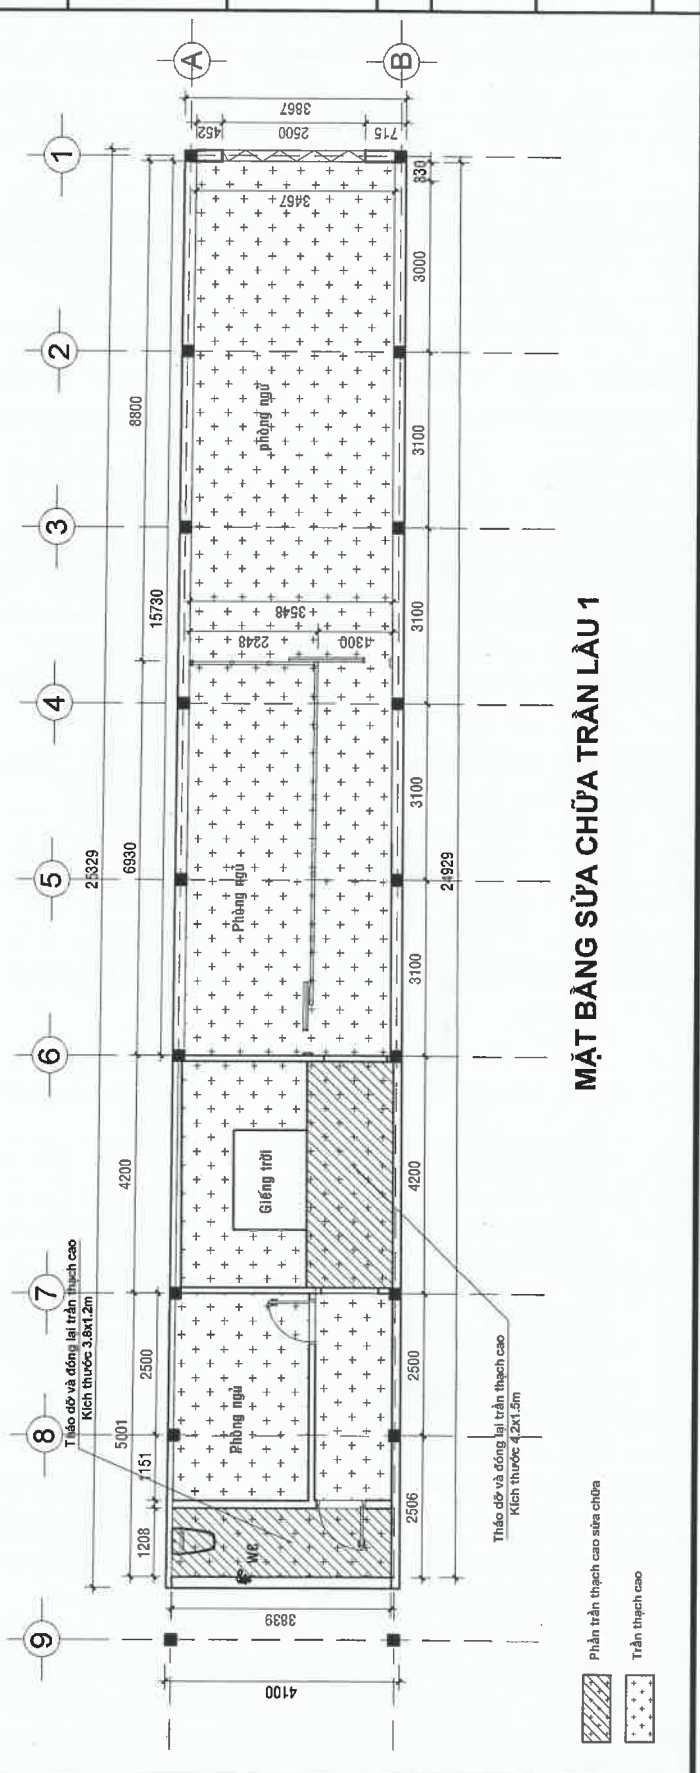 A
B
3867
452
2500
715
1
2
3
4
5
6
7
8
9
25329
15730
8800
6930
4200
5001
2500
1151
1208
3467
830
3000
3100
3100
3100
3100
4200
2500
2506
24929
phòng ngủ
3548
2248
1300
Phòng ngủ
Giếng trời
Phòng ngủ
WC
3839
4100
Tháo dỡ và đóng lại trần thạch cao
Kích thước 3.8x1.2m
Tháo dỡ và đóng lại trần thạch cao
Kích thước 4.2x1.5m
MẶT BẰNG SỬA CHỮA TRẦN LẦU 1
Phần trần thạch cao sửa chữa
Trần thạch cao